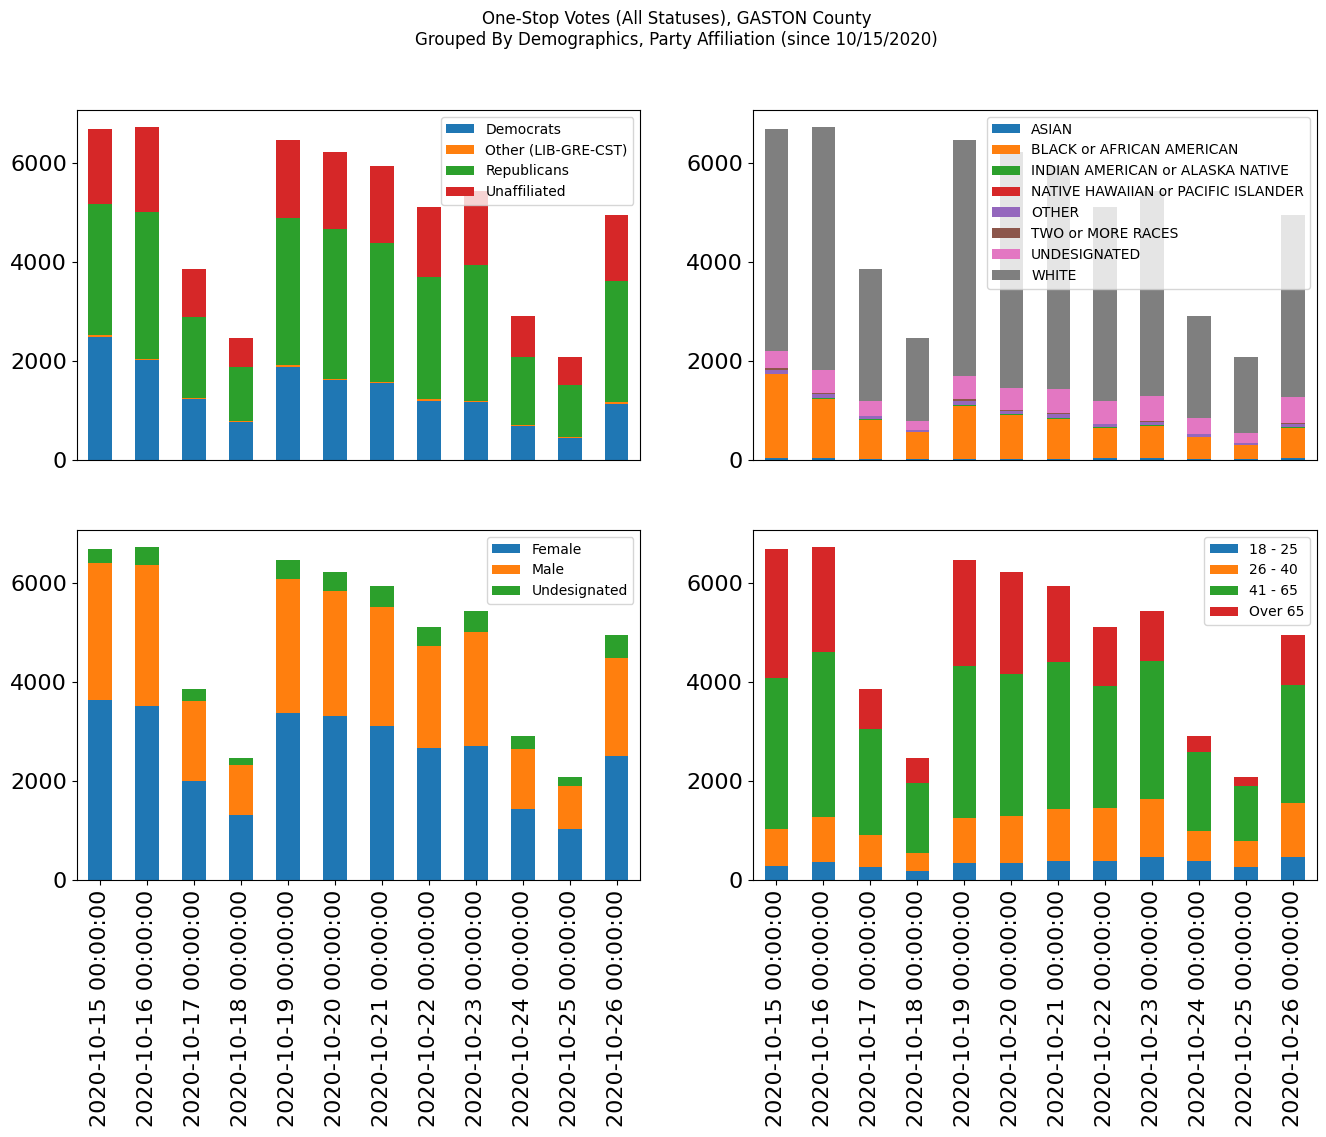 One-Stop Votes (All Statuses), GASTON County
Grouped By Demographics, Party Affiliation (since 10/15/2020)
6000
4000
2000
0
Democrats
Other (LIB-GRE-CST)
Republicans
Unaffiliated
6000
4000
2000
0
ASIAN
BLACK or AFRICAN AMERICAN
INDIAN AMERICAN or ALASKA NATIVE
NATIVE HAWAIIAN or PACIFIC ISLANDER
OTHER
TWO or MORE RACES
UNDESIGNATED
WHITE
6000
4000
2000
0
Female
Male
Undesignated
2020-10-15 00:00:00
2020-10-16 00:00:00
2020-10-17 00:00:00
2020-10-18 00:00:00
2020-10-19 00:00:00
2020-10-20 00:00:00
2020-10-21 00:00:00
2020-10-22 00:00:00
2020-10-23 00:00:00
2020-10-24 00:00:00
2020-10-25 00:00:00
2020-10-26 00:00:00
6000
4000
2000
0
18 - 25
26 - 40
41 - 65
Over 65
2020-10-15 00:00:00
2020-10-16 00:00:00
2020-10-17 00:00:00
2020-10-18 00:00:00
2020-10-19 00:00:00
2020-10-20 00:00:00
2020-10-21 00:00:00
2020-10-22 00:00:00
2020-10-23 00:00:00
2020-10-24 00:00:00
2020-10-25 00:00:00
2020-10-26 00:00:00